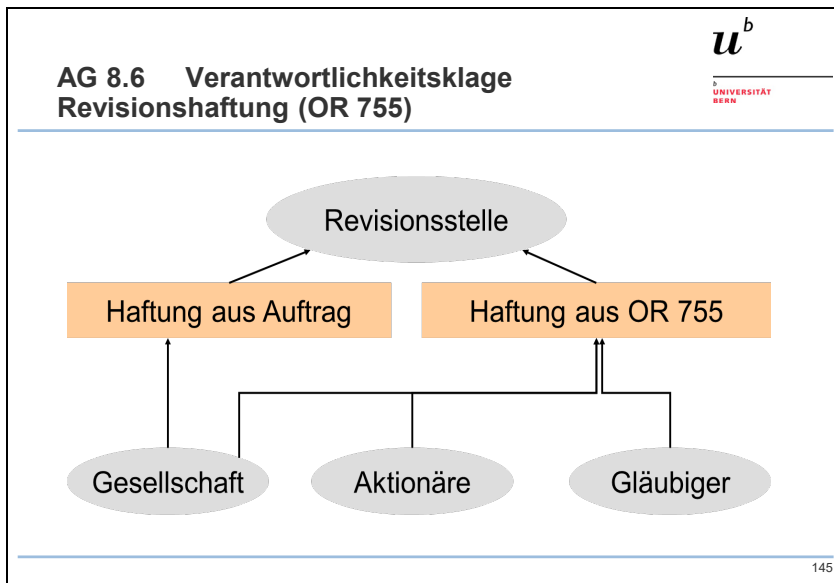 u^b
AG 8.6 Verantwortlichkeitsklage
Revisionshaftung (OR 755)
b
UNIVERSITÄT
BERN
Revisionsstelle
Haftung aus Auftrag
Haftung aus OR 755
Gesellschaft
Aktionäre
Gläubiger
145